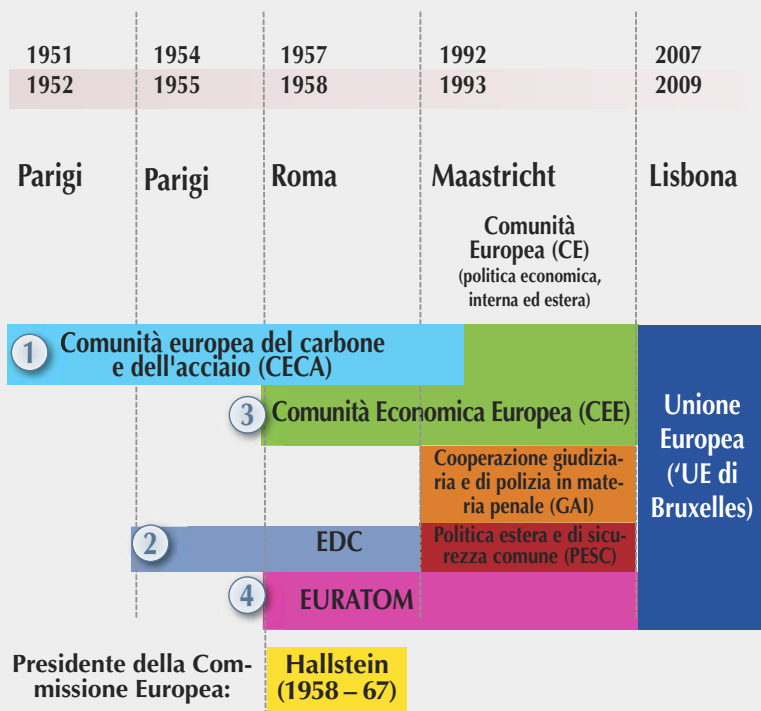 1951 1954 1957 1992 2007
1952 1955 1958 1993 2009
Parigi Parigi Roma Maastricht Lisbona
Comunità
Europea (CE)
(politica economica,
interna ed estera)
1 Comunità europea del carbone
e dell'acciaio (CECA)
3 Comunità Economica Europea (CEE)
Cooperazione giudizia-
ria e di polizia in mate-
ria penale (GAI)
2 EDC
Politica estera e di sicu-
rezza comune (PESC)
4 EURATOM
Unione
Europea
(‘UE di
Bruxelles)
Presidente della Com-
missione Europea:
Hallstein
(1958 – 67)